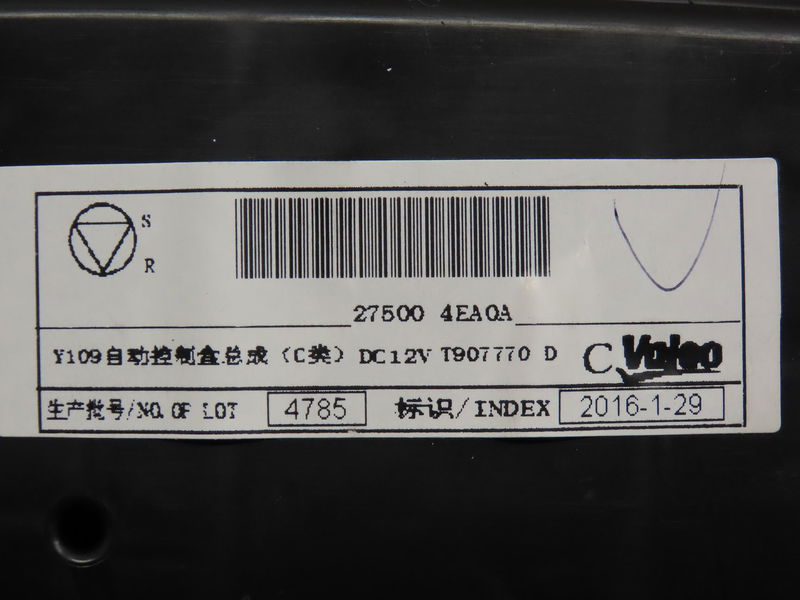 S
R
27500 4EA0A
Y109自动控制盒总成（C类）DC12V T907770 D C Valeo
生产批号/NO.OF LOT 4785 标识/INDEX 2016-1-29